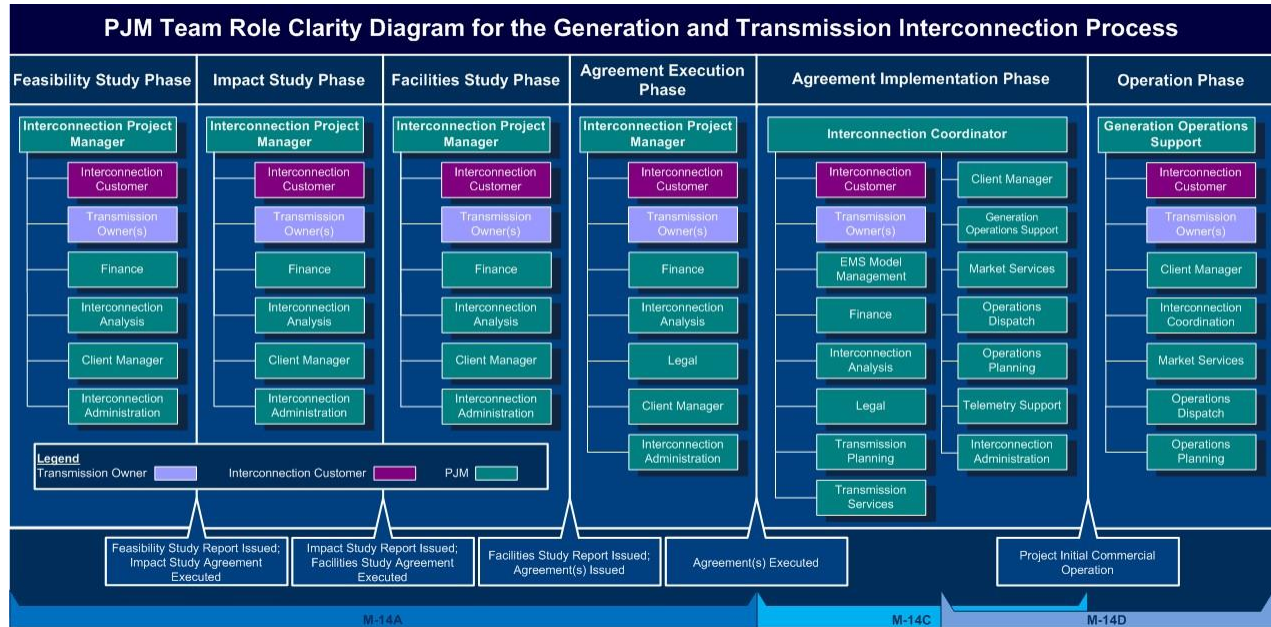 PJM Team Role Clarity Diagram for the Generation and Transmission Interconnection Process
Feasibility Study Phase
Impact Study Phase
Facilities Study Phase
Agreement Execution
Phase
Agreement Implementation Phase
Operation Phase
Interconnection Project
Manager
Interconnection
Customer
Transmission
Owner(s)
Finance
Interconnection
Analysis
Client Manager
Interconnection
Administration
Interconnection Project
Manager
Interconnection
Customer
Transmission
Owner(s)
Finance
Interconnection
Analysis
Client Manager
Interconnection
Administration
Interconnection Project
Manager
Interconnection
Customer
Transmission
Owner(s)
Finance
Interconnection
Analysis
Client Manager
Interconnection
Administration
Interconnection Project
Manager
Interconnection
Customer
Transmission
Owner(s)
Finance
Interconnection
Analysis
Legal
Client Manager
Interconnection
Administration
Interconnection Coordinator
Interconnection
Customer
Transmission
Owner(s)
EMS Model
Management
Finance
Interconnection
Analysis
Legal
Transmission
Planning
Transmission
Services
Client Manager
Generation
Operations Support
Market Services
Operations
Dispatch
Operations
Planning
Telemetry Support
Interconnection
Administration
Generation Operations
Support
Interconnection
Customer
Transmission
Owner(s)
Client Manager
Interconnection
Coordination
Market Services
Operations
Dispatch
Operations
Planning
Legend
Transmission Owner
Interconnection Customer
PJM
Feasibility Study Report Issued;
Impact Study Agreement
Executed
Impact Study Report Issued;
Facilities Study Agreement
Executed
Facilities Study Report Issued;
Agreement(s) Issued
Agreement(s) Executed
Project Initial Commercial
Operation
M-14A
M-14C
M-14D